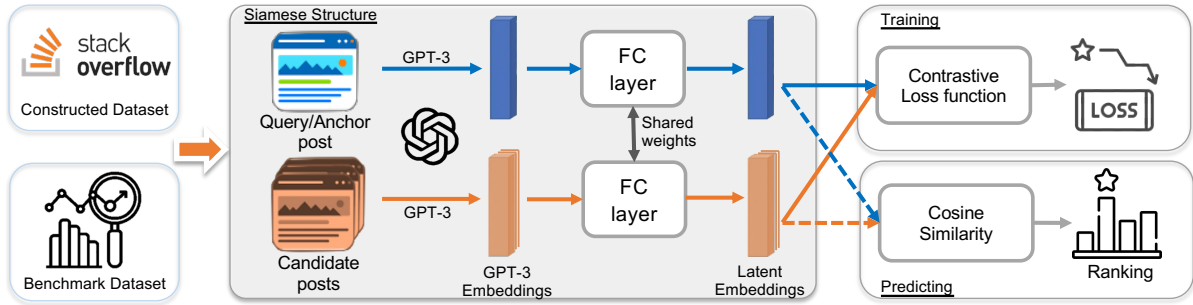 stack
overflow
Constructed Dataset
Benchmark Dataset
Siamese Structure
Query/Anchor
post
Candidate
posts
GPT-3
GPT-3
GPT-3
Embeddings
FC
layer
Shared
weights
FC
layer
Latent
Embeddings
Training
Contrastive
Loss function
LOSS
Cosine
Similarity
Ranking
Predicting